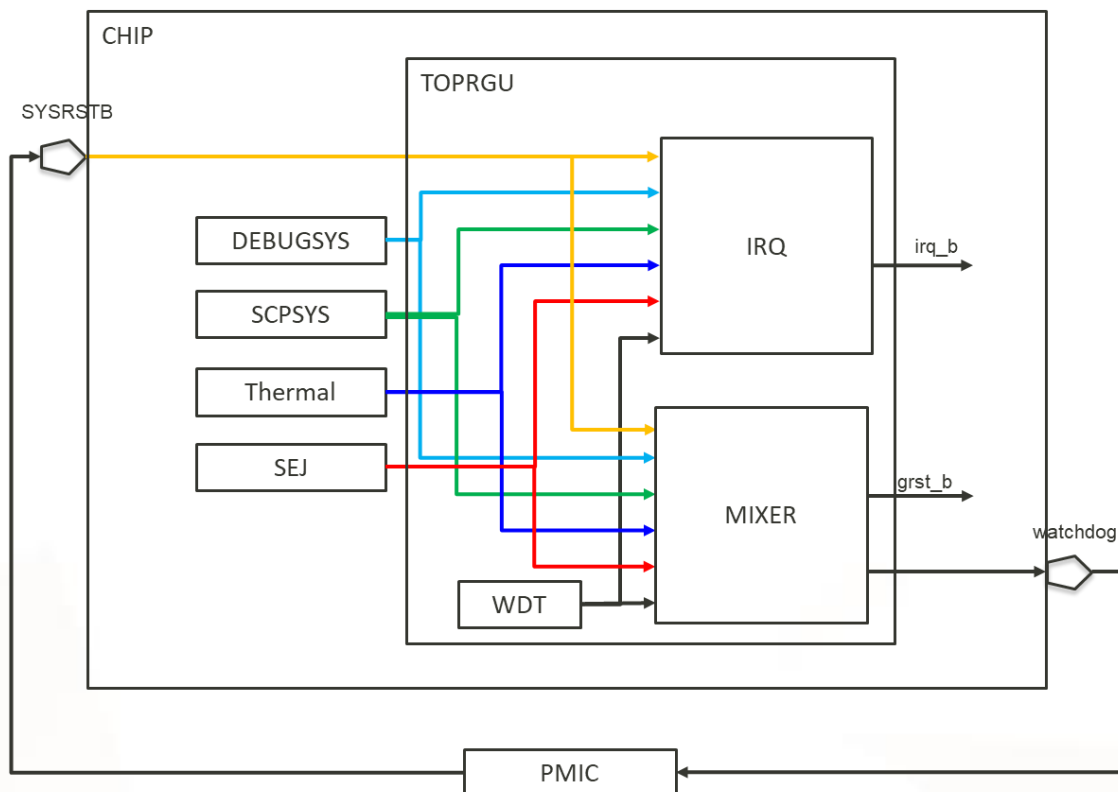 CHIP
TOPRGU
SYSRSTB
DEBUGSYS
IRQ
irq_b
SCPSYS
Thermal
SEJ
grst_b
MIXER
watchdog
WDT
PMIC